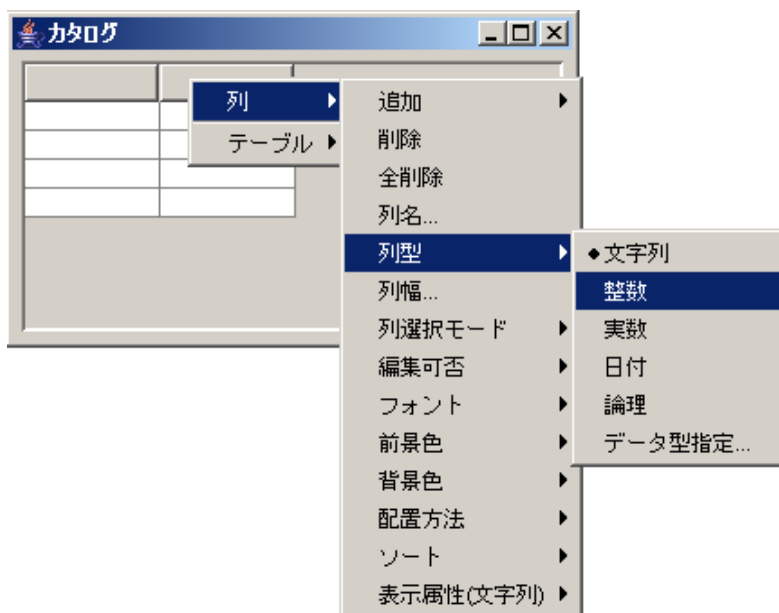 カタログ
列
テーブル
追加
削除
全削除
列名...
列型
列幅...
列選択モード
編集可否
フォント
前景色
背景色
配置方法
ソート
表示属性(文字列)
文字列
整数
実数
日付
論理
データ型指定...